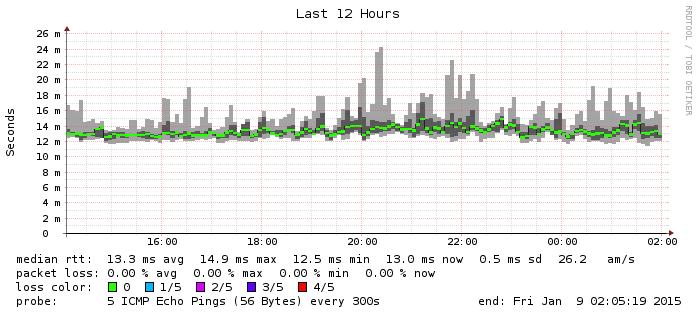 Last 12 Hours
RRDTOOL / TOBI OETIKER
Seconds
26 m
24 m
22 m
20 m
18 m
16 m
14 m
12 m
10 m
8 m
6 m
4 m
2 m
0
16:00 18:00 20:00 22:00 00:00 02:00
median rtt: 13.3 ms avg 14.9 ms max 12.5 ms min 13.0 ms now 0.5 ms sd 26.2 am/s
packet loss: 0.00 % avg 0.00 % max 0.00 % min 0.00 % now
loss color: 0 1/5 2/5 3/5 4/5
probe: 5 ICMP Echo Pings (56 Bytes) every 300s end: Fri Jan 9 02:05:19 2015